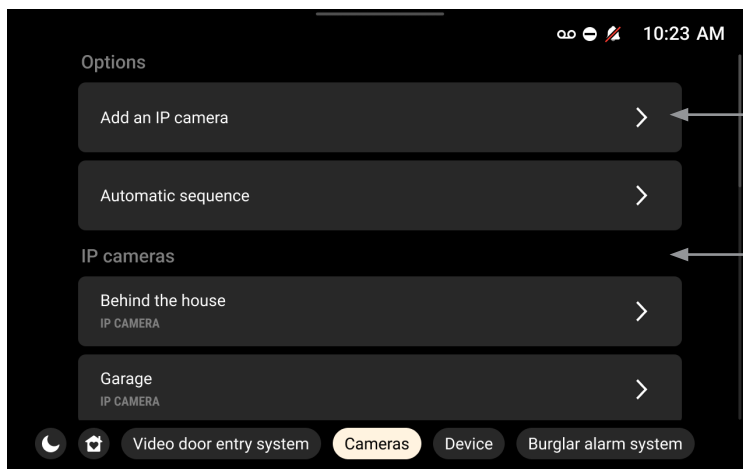 10:23 AM
Options
Add an IP camera
Automatic sequence
IP cameras
Behind the house
IP CAMERA
Garage
IP CAMERA
Video door entry system Cameras Device Burglar alarm system